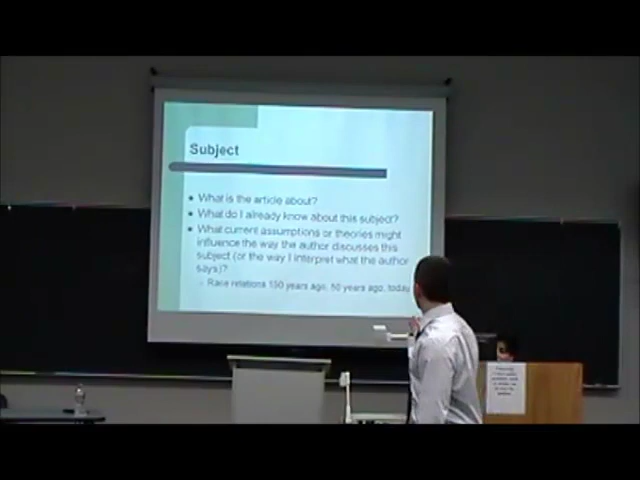 Subject
What is the article about?
What do I already know about this subject?
What current assumptions or theories might
influence the way the author discusses this
subject (or the way I interpret what the author
says)?
– Race relations 150 years ago, 50 years ago, today